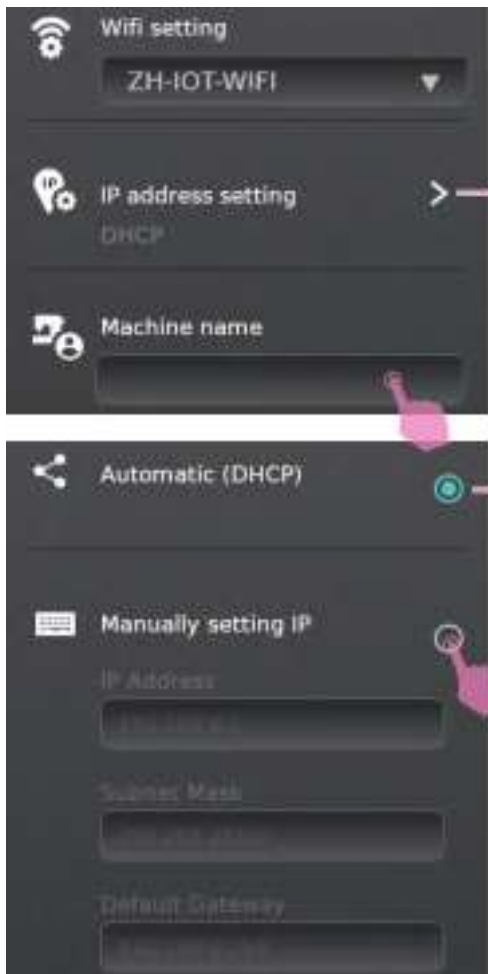 Wifi setting
ZH-IOT-WIFI
IP
IP address setting
DHCP
Machine name
Automatic (DHCP)
Manually setting IP
IP Address
Subnet Mask
Default Gateway